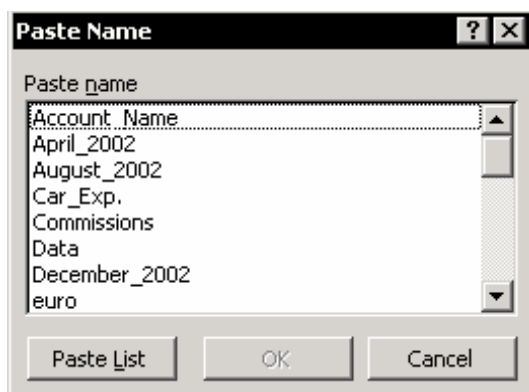 Paste Name
Paste name
Account_Name
April_2002
August_2002
Car_Exp.
Commissions
Data
December_2002
euro
Paste List OK Cancel